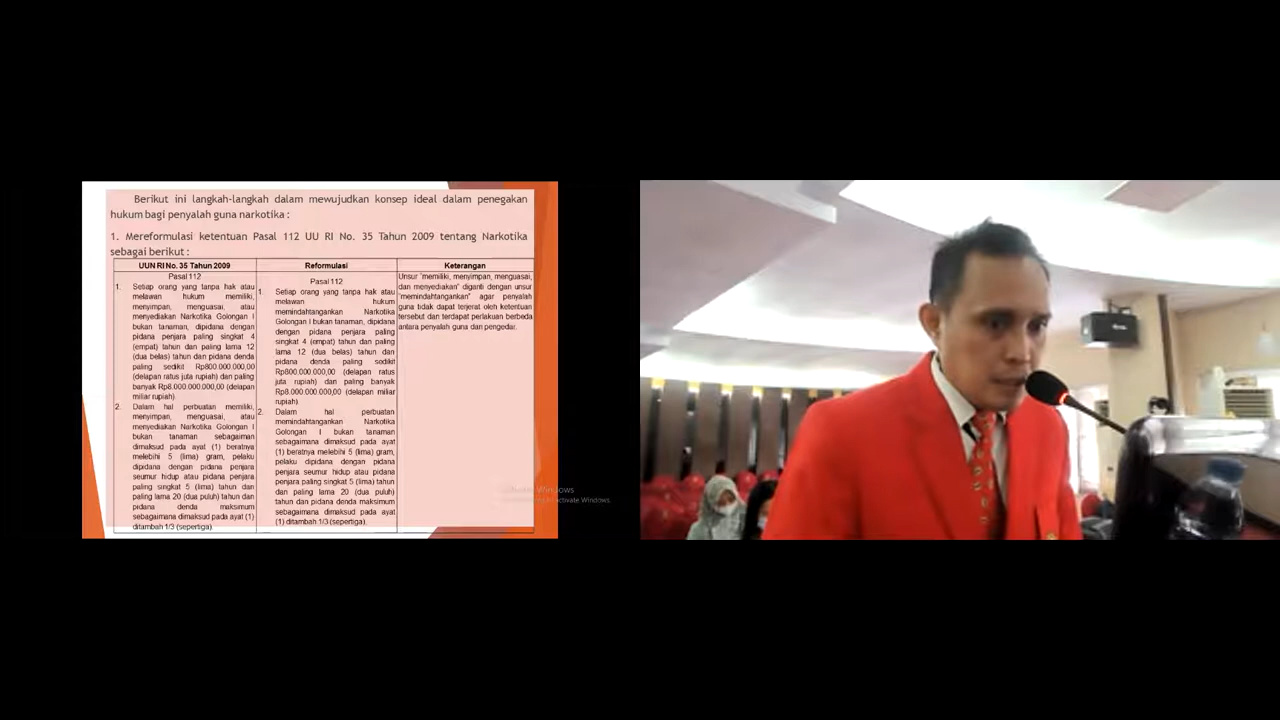 Berikut ini langkah-langkah dalam mewujudkan konsep ideal dalam penegakan
hukum bagi penyalah guna narkotika :
1. Mereformulasi ketentuan Pasal 112 UU RI No. 35 Tahun 2009 tentang Narkotika
sebagai berikut :
UUN RI No. 35 Tahun 2009
Pasal 112
1. Setiap orang yang tanpa hak atau
melawan hukum memiliki,
menyimpan, menguasai, atau
menyediakan Narkotika Golongan I
bukan tanaman, dipidana dengan
pidana penjara paling singkat 4
(empat) tahun dan paling lama 12
(dua belas) tahun dan pidana denda
paling sedikit Rp800.000.000,00
(delapan ratus juta rupiah) dan paling
banyak Rp8.000.000.000,00 (delapan
miliar rupiah)
2. Dalam hal perbuatan memiliki,
menyimpan, menguasai, atau
menyediakan Narkotika Golongan I
bukan tanaman sebagaiman
dimaksud pada ayat (1) beratnya
melebihi 5 (lima) gram, pelaku
dipidana dengan pidana penjara
seumur hidup atau pidana penjara
paling singkat 5 (lima) tahun dan
paling lama 20 (dua puluh) tahun dan
pidana denda maksimum
sebagaimana dimaksud pada ayat (1)
ditambah 1/3 (sepertiga)
Reformulasi
Pasal 112
1. Setiap orang yang tanpa hak atau
melawan hukum
memindahtangankan Narkotika
Golongan I bukan tanaman, dipidana
dengan pidana penjara paling
singkat 4 (empat) tahun dan paling
lama 12 (dua belas) tahun dan
pidana denda paling sedikit
Rp800.000.000,00 (delapan ratus
juta rupiah) dan paling banyak
Rp8.000.000.000,00 (delapan miliar
rupiah)
2. Dalam hal perbuatan
memindahtangankan Narkotika
Golongan I bukan tanaman
sebagaimana dimaksud pada ayat
(1) beratnya melebihi 5 (lima) gram,
pelaku dipidana dengan pidana
penjara seumur hidup atau pidana
penjara paling singkat 5 (lima) tahun
dan paling lama 20 (dua puluh)
tahun dan pidana denda maksimum
sebagaimana dimaksud pada ayat
(1) ditambah 1/3 (sepertiga).
Keterangan
Unsur "memiliki, menyimpan, menguasai,
dan menyediakan" diganti dengan unsur
"memindahtangankan" agar penyalah
guna tidak dapat terjerat oleh ketentuan
tersebut dan terdapat perlakuan berbeda
antara penyalah guna dan pengedar.
Windows
activate Windows.